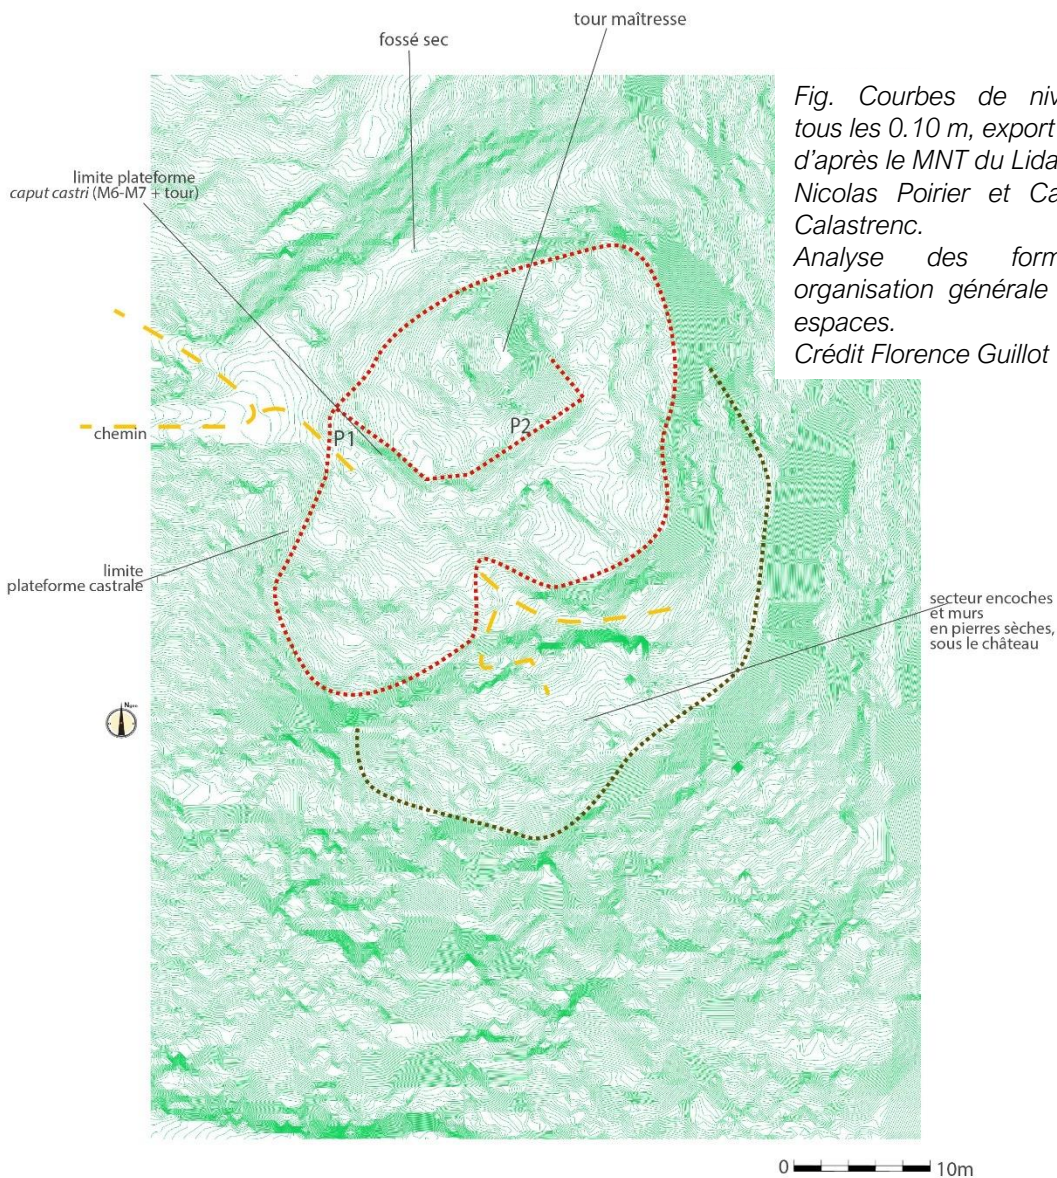 tour maîtresse
fossé sec
limite plateforme
caput castri (M6-M7 + tour)
Fig. Courbes de niv
tous les 0.10 m, export
d'après le MNT du Lida
Nicolas Poirier et Ca
Calastrenc.
Analyse des form
organisation générale
espaces.
Crédit Florence Guillot
chemin
P1
P2
limite
plateforme castrale
secteur encoches
et murs
en pierres sèches,
sous le château
0 10m